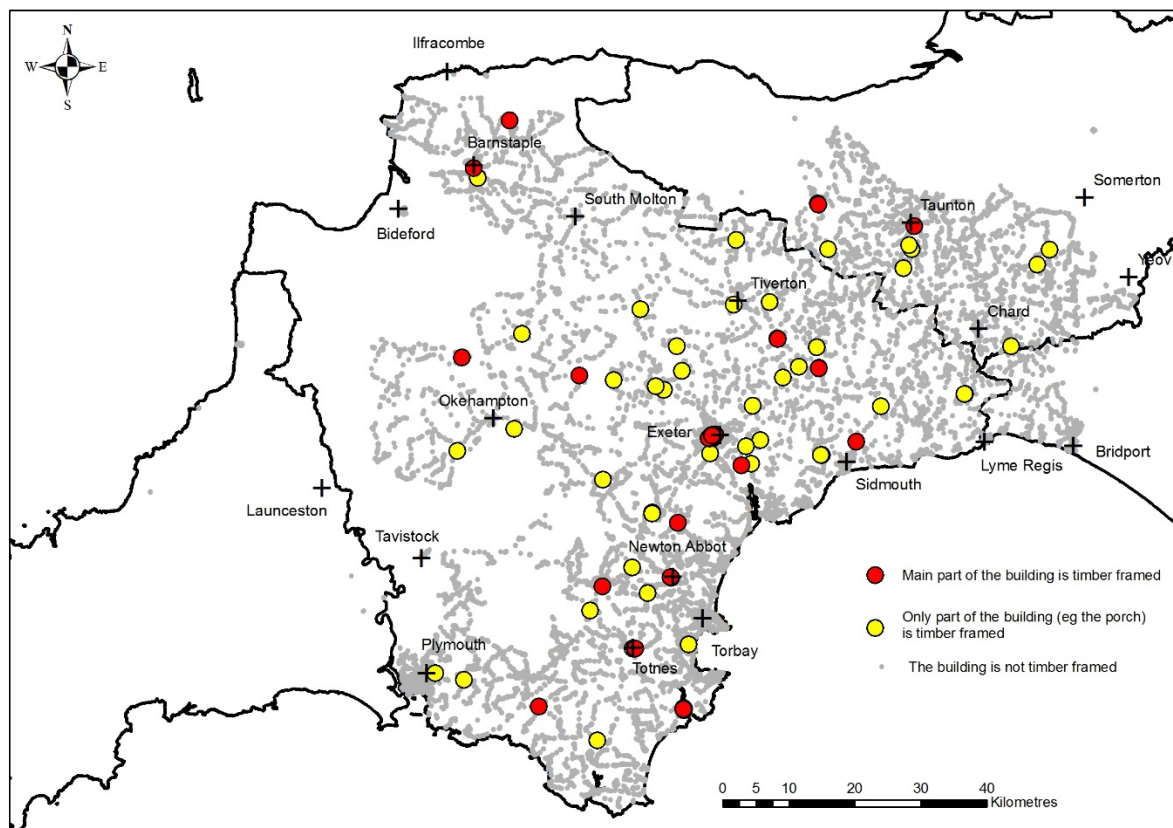 N
W E
S
Ilfracombe
Barnstaple
South Molton
Bideford
Somerton
Taunton
Yeov
Tiverton
Chard
Okehampton
Exeter
Lyme Regis
Bridport
Sidmouth
Launceston
Tavistock
Newton Abbot
Main part of the building is timber framed
Only part of the building (eg the porch)
is timber framed
The building is not timber framed
Torbay
Plymouth
Totnes
0 5 10 20 30 40
Kilometres